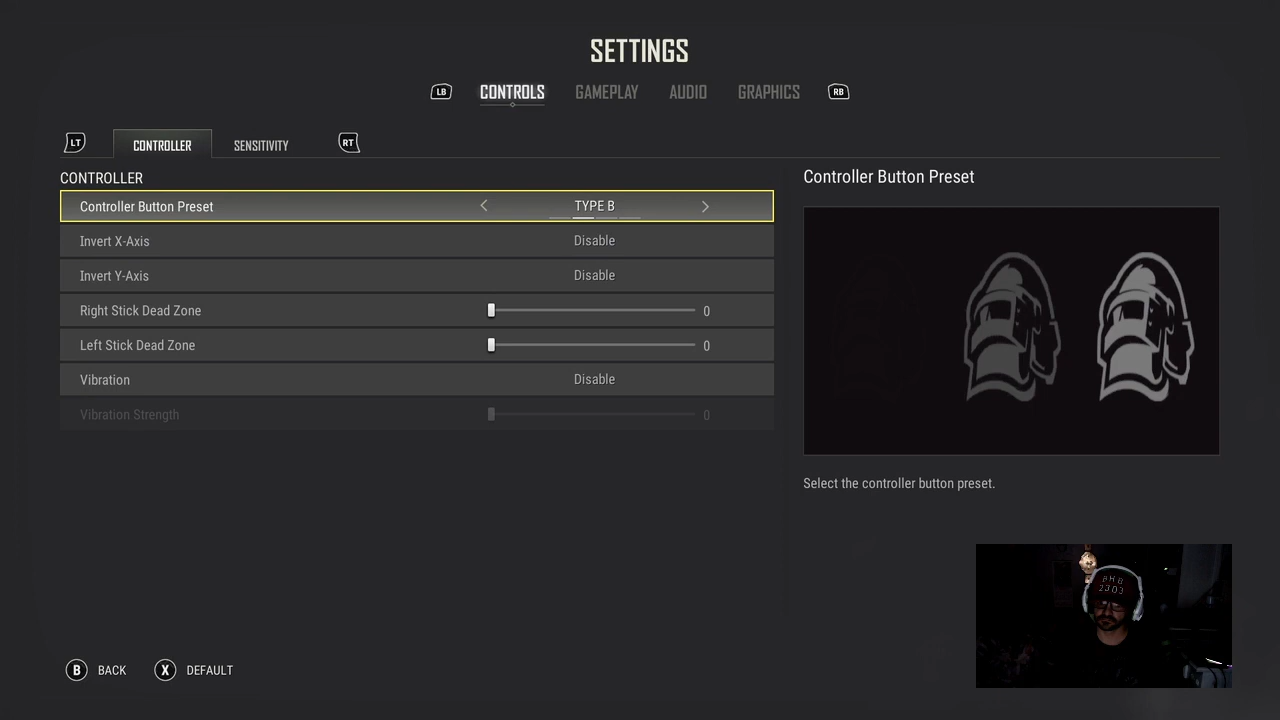 SETTINGS
LB CONTROLS GAMEPLAY AUDIO GRAPHICS RB
LT CONTROLLER SENSITIVITY RT
CONTROLLER
Controller Button Preset TYPE B
Invert X-Axis Disable
Invert Y-Axis Disable
Right Stick Dead Zone 0
Left Stick Dead Zone 0
Vibration Disable
Vibration Strength 0
Controller Button Preset
Select the controller button preset.
2303
B BACK X DEFAULT